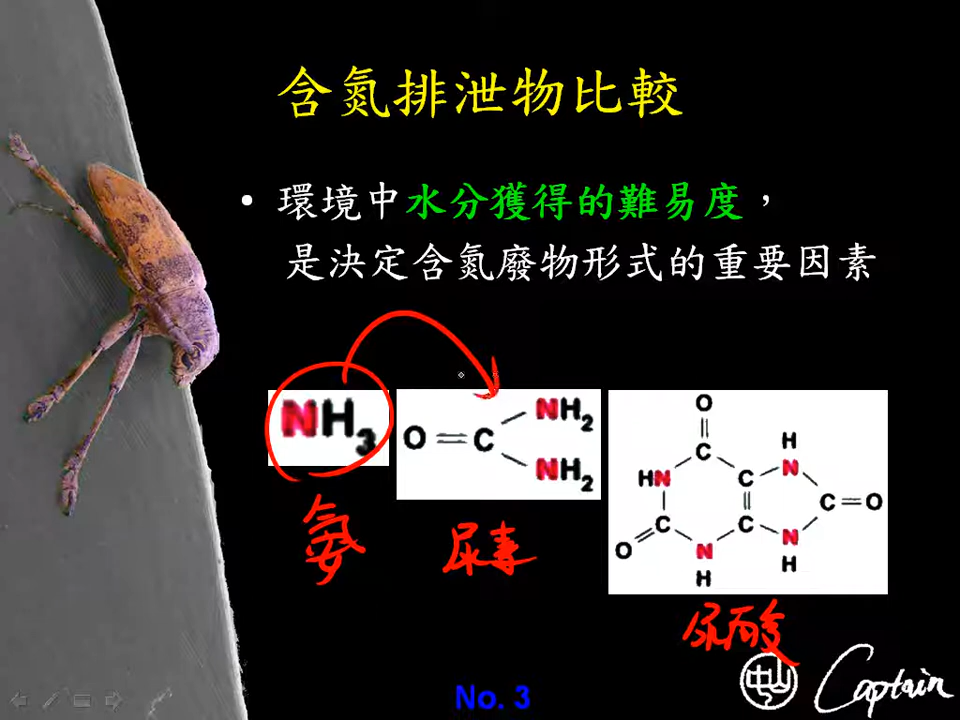 含氮排泄物比較
• 環境中水分獲得的難易度，
是決定含氮廢物形式的重要因素
NH3
O=C
NH2
NH2
O
C
H
HN
C
N
C=O
C
C
O
N
N
H
H
氨
尿素
尿酸
中山
Captain
No. 3